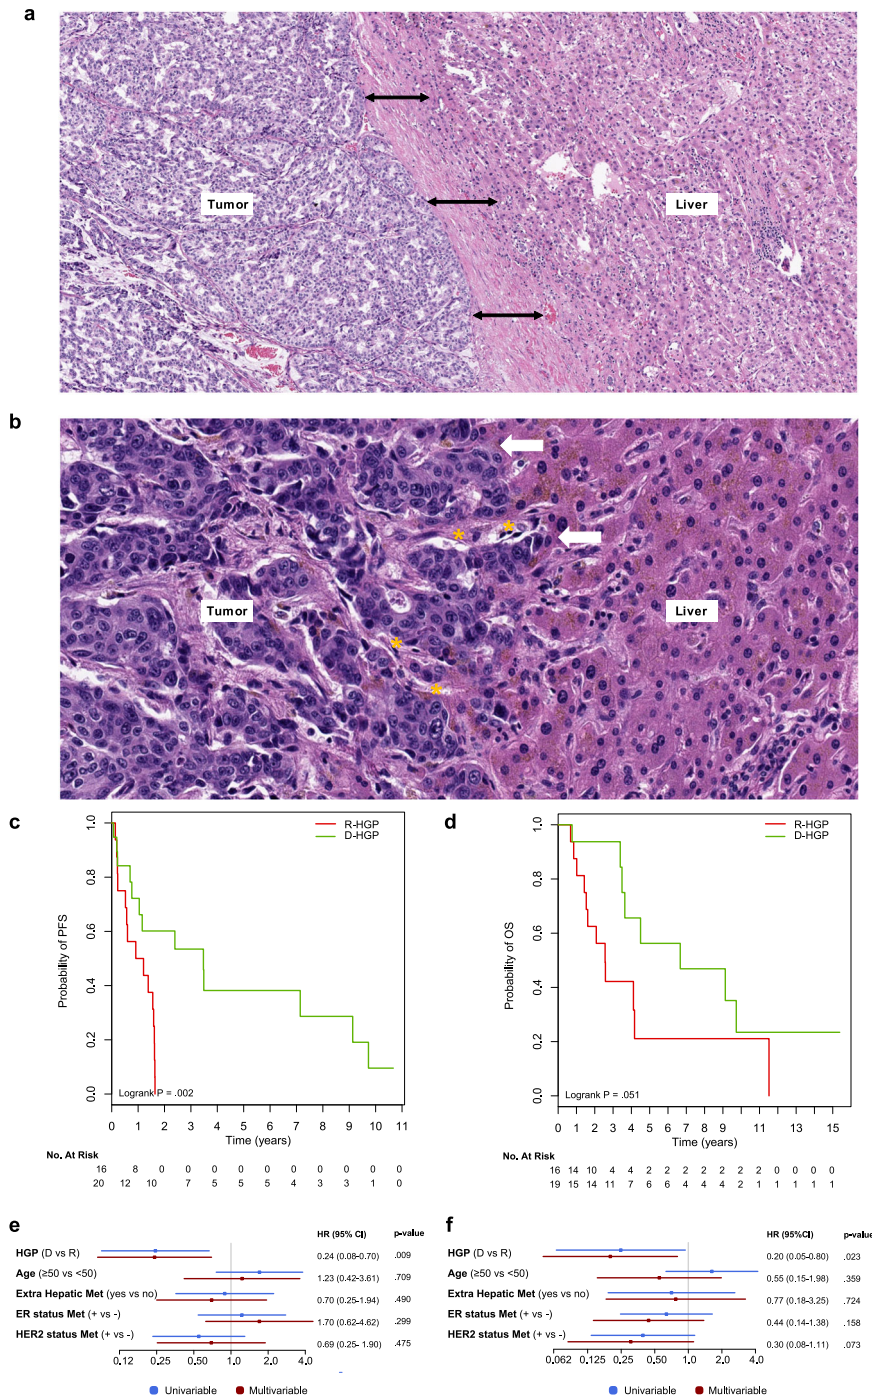 a
Tumor
Liver
b
Tumor
Liver
c
R-HGP
D-HGP
Probability of PFS
0.0 0.2 0.4 0.6 0.8 1.0
Logrank P = .002
0 1 2 3 4 5 6 7 8 9 10 11
Time (years)
No. At Risk
16 8 0 0 0 0 0 0 0 0 0
20 12 10 7 5 5 5 4 3 3 1 0
d
R-HGP
D-HGP
Probability of OS
0.0 0.2 0.4 0.6 0.8 1.0
Logrank P = .051
0 1 2 3 4 5 6 7 8 9 11 13 15
Time (years)
16 14 10 4 4 2 2 2 2 2 2 0 0 0 0
19 15 14 11 7 6 6 4 4 2 2 1 1 1 1
e
HR (95% CI) p-value
HGP (D vs R) 0.24 (0.08-0.70) .009
Age (≥50 vs <50) 1.23 (0.42-3.61) .709
Extra Hepatic Met (yes vs no) 0.70 (0.25-1.94) .490
ER status Met (+ vs -) 1.70 (0.62-4.62) .299
HER2 status Met (+ vs -) 0.69 (0.25- 1.90) .475
0.12 0.25 0.50 1.0 2.0 4.0
Univariable Multivariable
f
HR (95%CI) p-value
HGP (D vs R) 0.20 (0.05-0.80) .023
Age (≥50 vs <50) 0.55 (0.15-1.98) .359
Extra Hepatic Met (yes vs no) 0.77 (0.18-3.25) .724
ER status Met (+ vs -) 0.44 (0.14-1.38) .158
HER2 status Met (+ vs -) 0.30 (0.08-1.11) .073
0.062 0.125 0.25 0.50 1.0 2.0 4.0
Univariable Multivariable